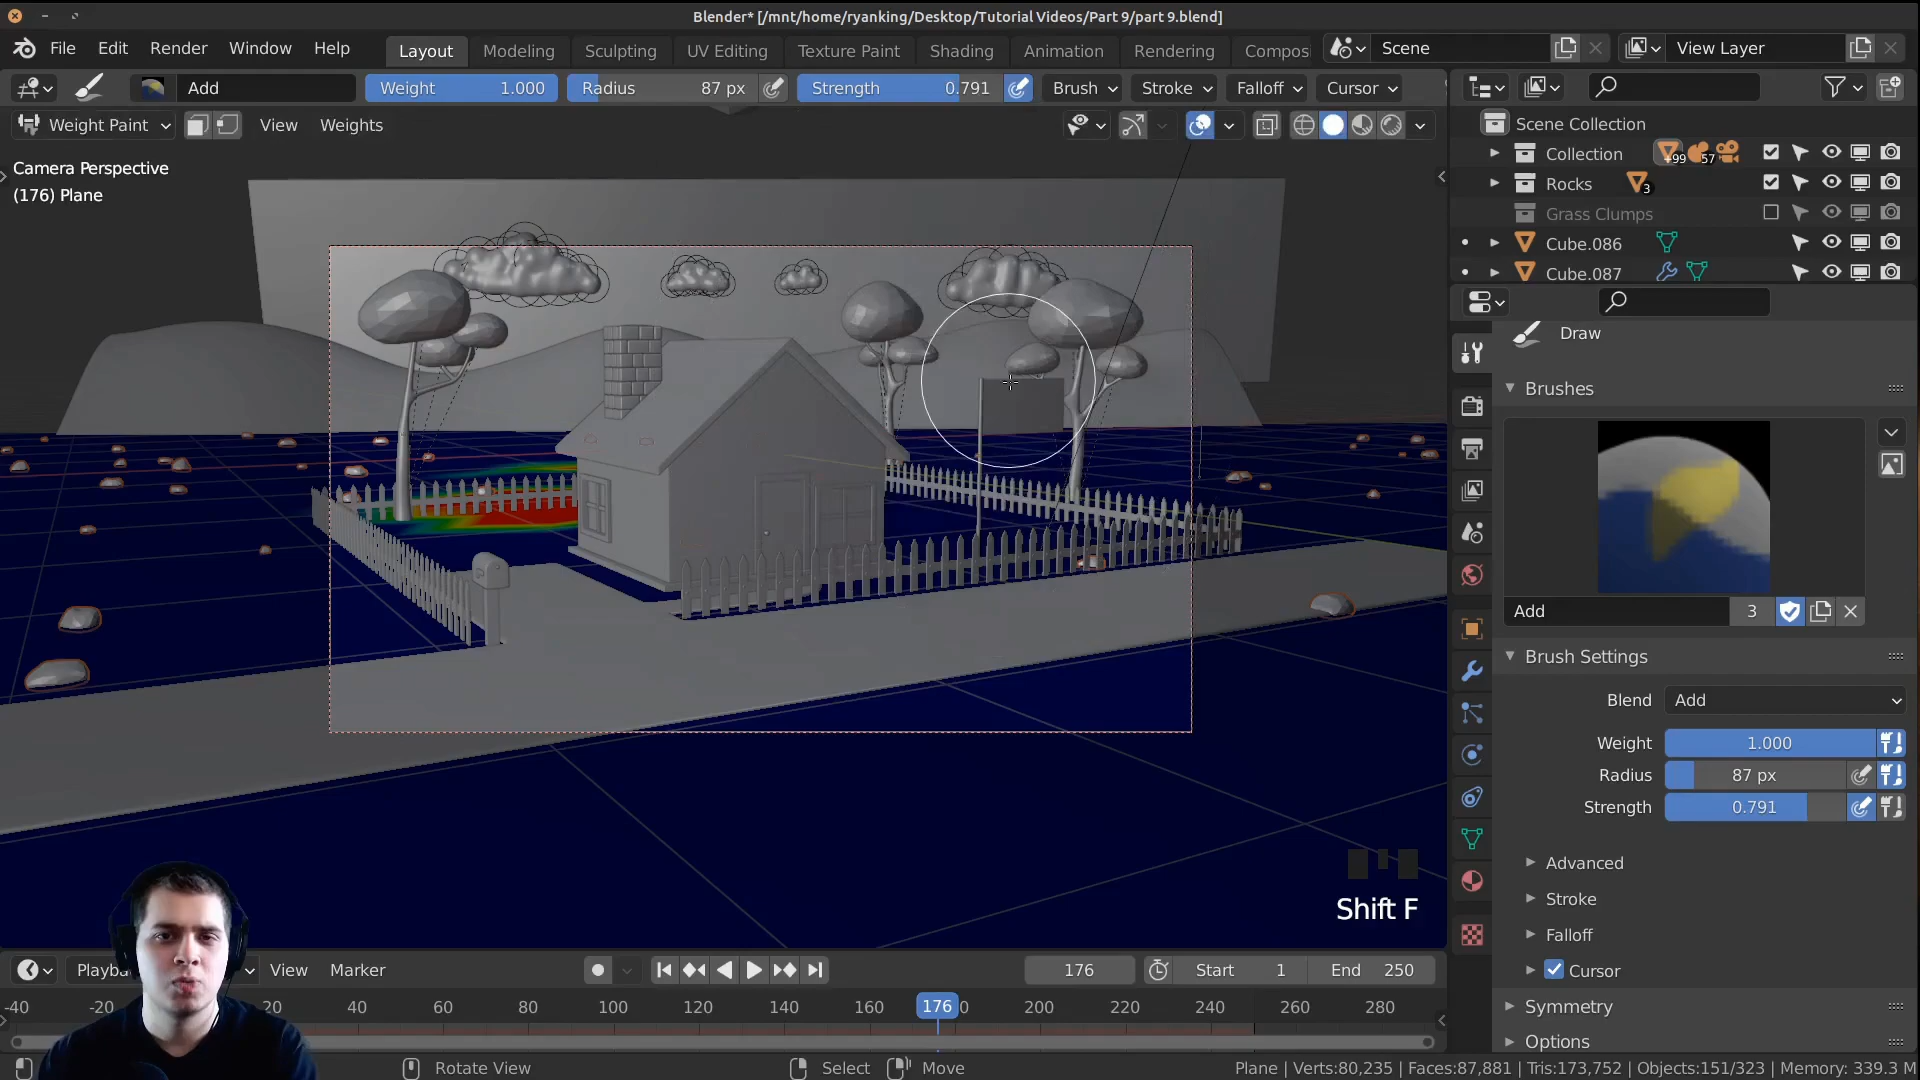 Blender* [/mnt/home/ryanking/Desktop/Tutorial Videos/Part 9/part 9.blend]
File Edit Render Window Help Layout Modeling Sculpting UV Editing Texture Paint Shading Animation Rendering Compos Scene View Layer
Add Weight 1.000 Radius 87 px Strength 0.791 Brush Stroke Falloff Cursor
Weight Paint View Weights
Camera Perspective
(176) Plane
Scene Collection
Collection +99 57
Rocks 3
Grass Clumps
Cube.086
Cube.087
Draw
Brushes
Add 3
Brush Settings
Blend Add
Weight 1.000
Radius 87 px
Strength 0.791
Advanced
Stroke
Falloff
Cursor
Symmetry
Options
Shift F
Playba View Marker 176 Start 1 End 250
-40 -20 20 40 60 80 100 120 140 160 176 0 200 220 240 260 280
Rotate View Select Move Plane | Verts:80,235 | Faces:87,881 | Tris:173,752 | Objects:151/323 | Memory: 339.3 M